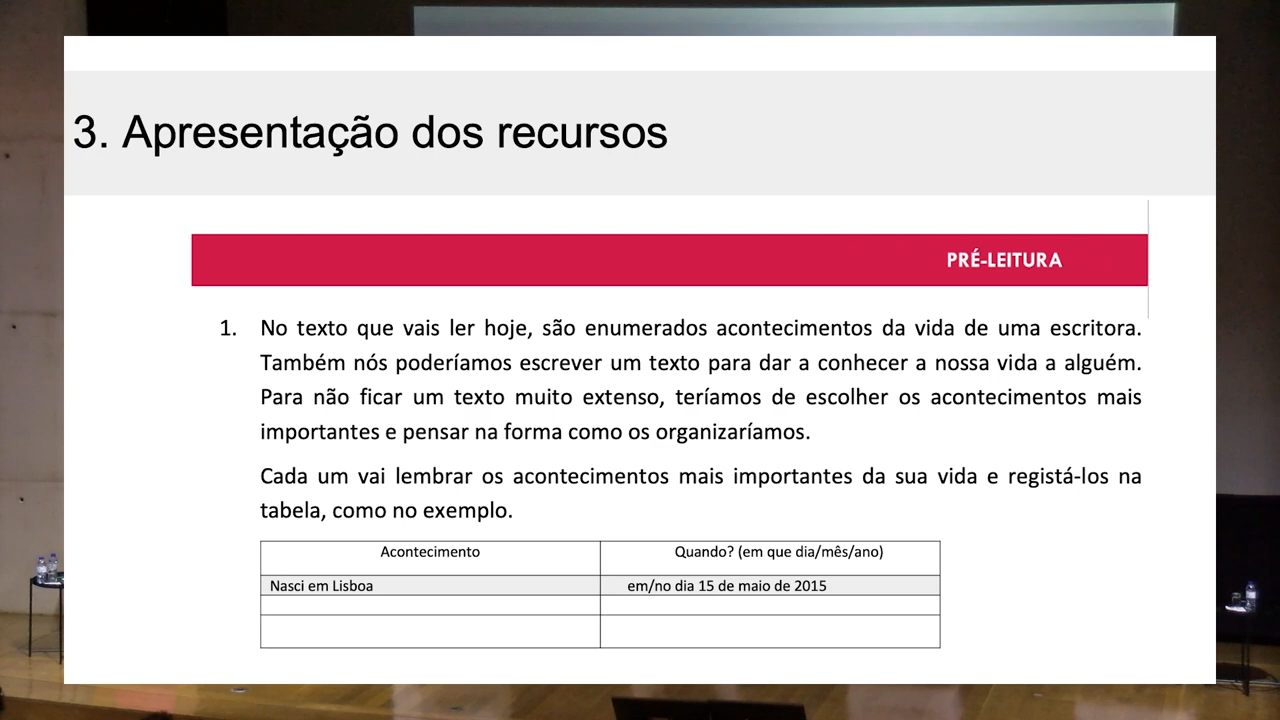 3. Apresentação dos recursos
PRÉ-LEITURA
1. No texto que vais ler hoje, são enumerados acontecimentos da vida de uma escritora.
Também nós poderíamos escrever um texto para dar a conhecer a nossa vida a alguém.
Para não ficar um texto muito extenso, teríamos de escolher os acontecimentos mais
importantes e pensar na forma como os organizaríamos.
Cada um vai lembrar os acontecimentos mais importantes da sua vida e registá-los na
tabela, como no exemplo.
Acontecimento Quando? (em que dia/mês/ano)
Nasci em Lisboa em/no dia 15 de maio de 2015